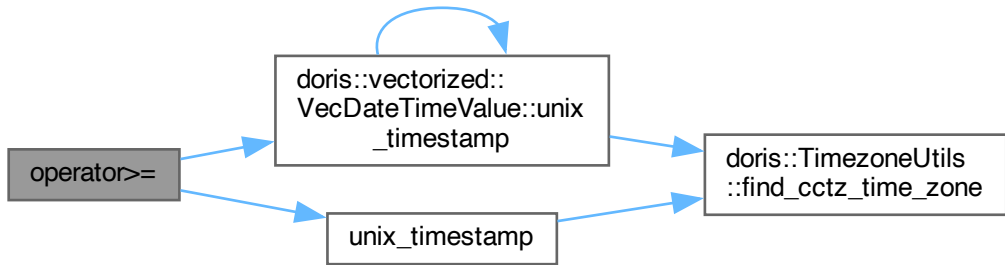 operator>=
doris::vectorized::
VecDateTimeValue::unix
_timestamp
unix_timestamp
doris::TimezoneUtils
::find_cctz_time_zone